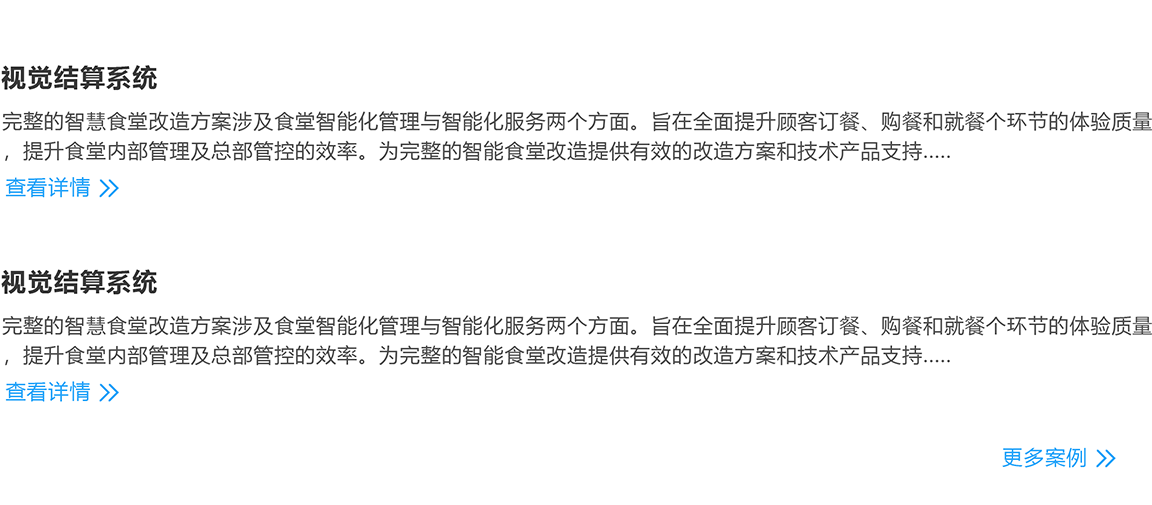 视觉结算系统
完整的智慧食堂改造方案涉及食堂智能化管理与智能化服务两个方面。旨在全面提升顾客订餐、购餐和就餐个环节的体验质量
，提升食堂内部管理及总部管控的效率。为完整的智能食堂改造提供有效的改造方案和技术产品支持.....
查看详情
视觉结算系统
完整的智慧食堂改造方案涉及食堂智能化管理与智能化服务两个方面。旨在全面提升顾客订餐、购餐和就餐个环节的体验质量
，提升食堂内部管理及总部管控的效率。为完整的智能食堂改造提供有效的改造方案和技术产品支持.....
查看详情
更多案例